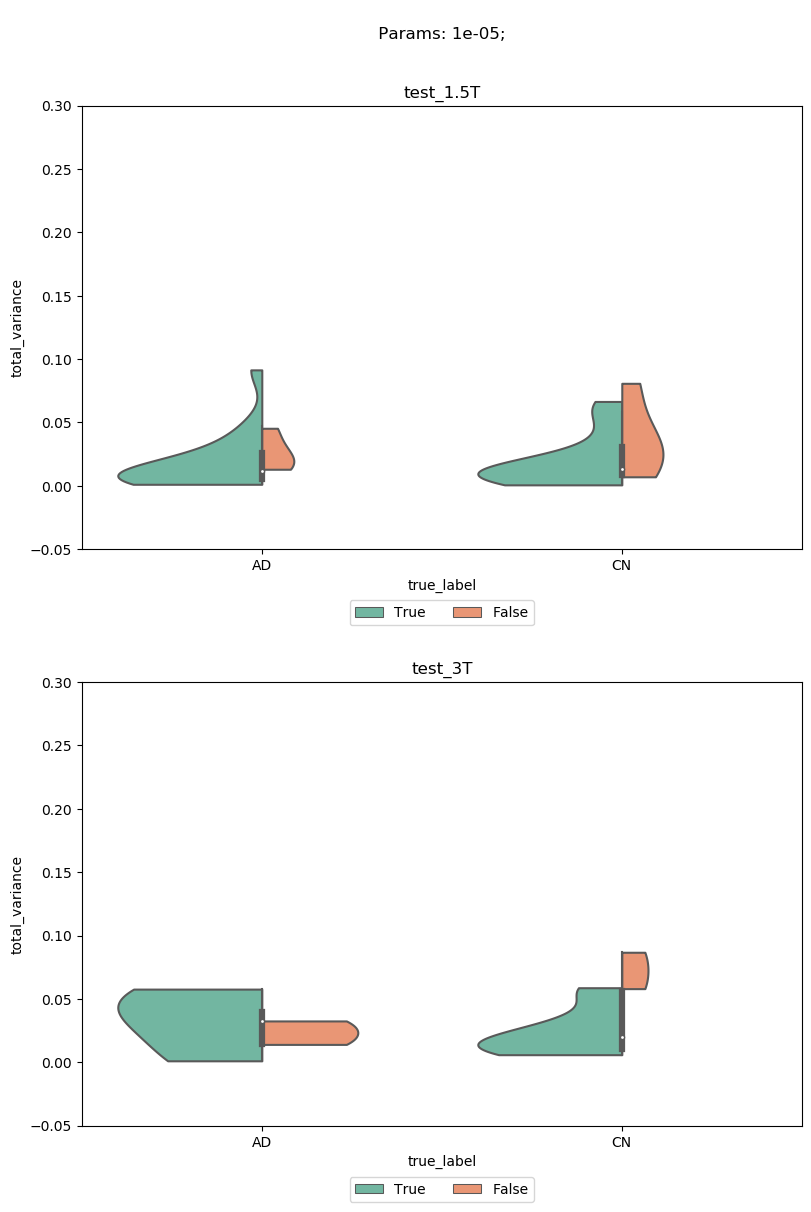 Params: 1e-05;
test_1.5T
0.30
0.25
0.20
0.15
0.10
0.05
0.00
−0.05
total_variance
AD CN
true_label
True False
test_3T
0.30
0.25
0.20
0.15
0.10
0.05
0.00
−0.05
total_variance
AD CN
true_label
True False